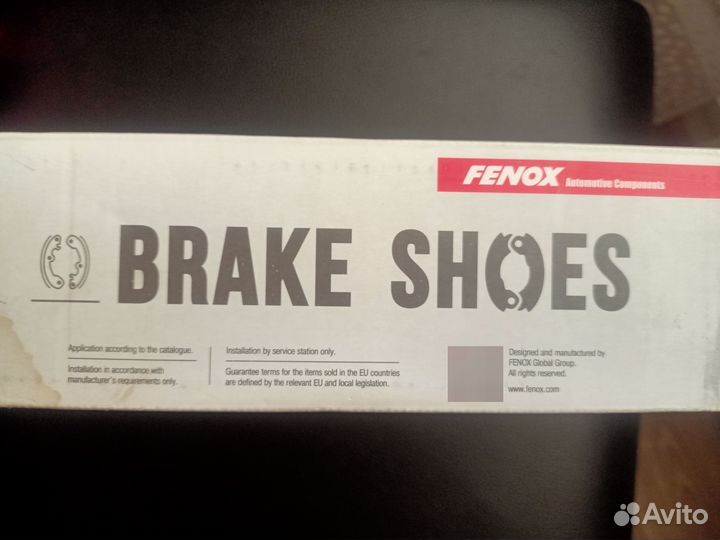 FENOX Automotive Components
BRAKE SHOES
Application according to the catalogue.
Installation in accordance with
manufacturer's requirements only.
Installation by service station only.
Guarantee terms for the items sold in the EU countries
are defined by the relevant EU and local legislation.
Designed and manufactured by
FENOX Global Group.
All rights reserved.
www.fenox.com
Avito